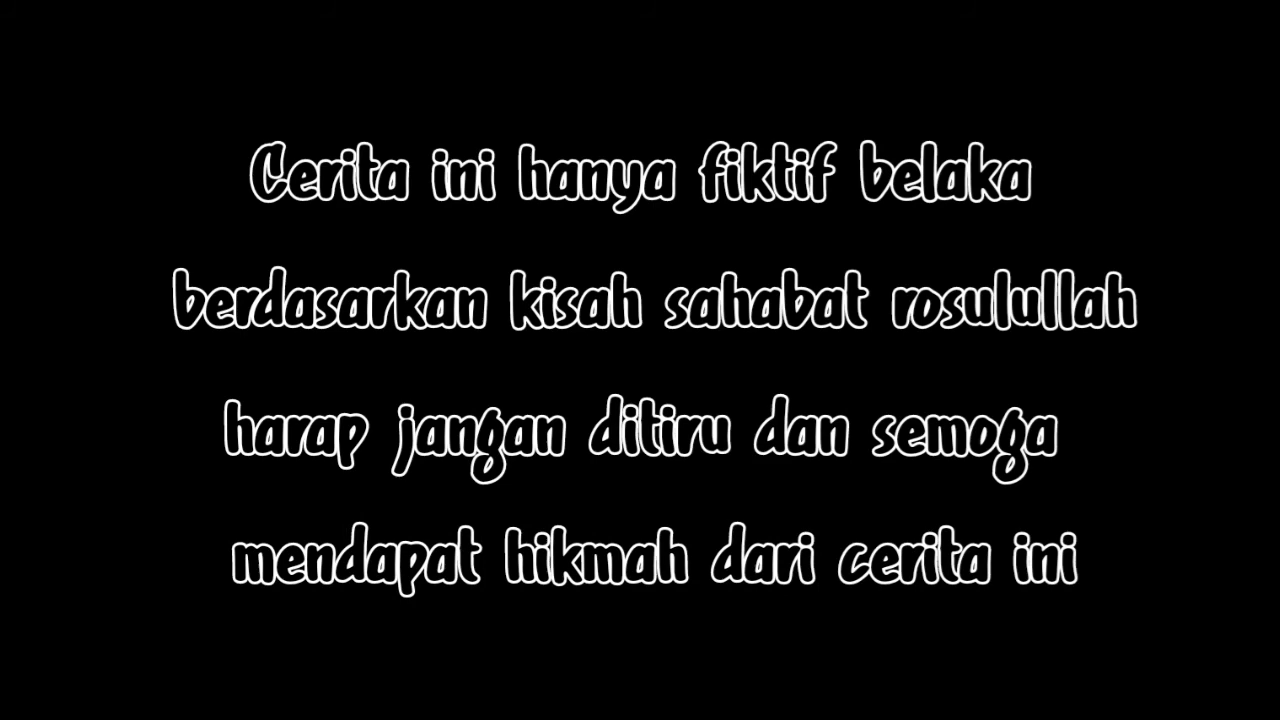 Cerita ini hanya fiktif belaka
berdasarkan kisah sahabat rosulullah
harap jangan ditiru dan semoga
mendapat hikmah dari cerita ini